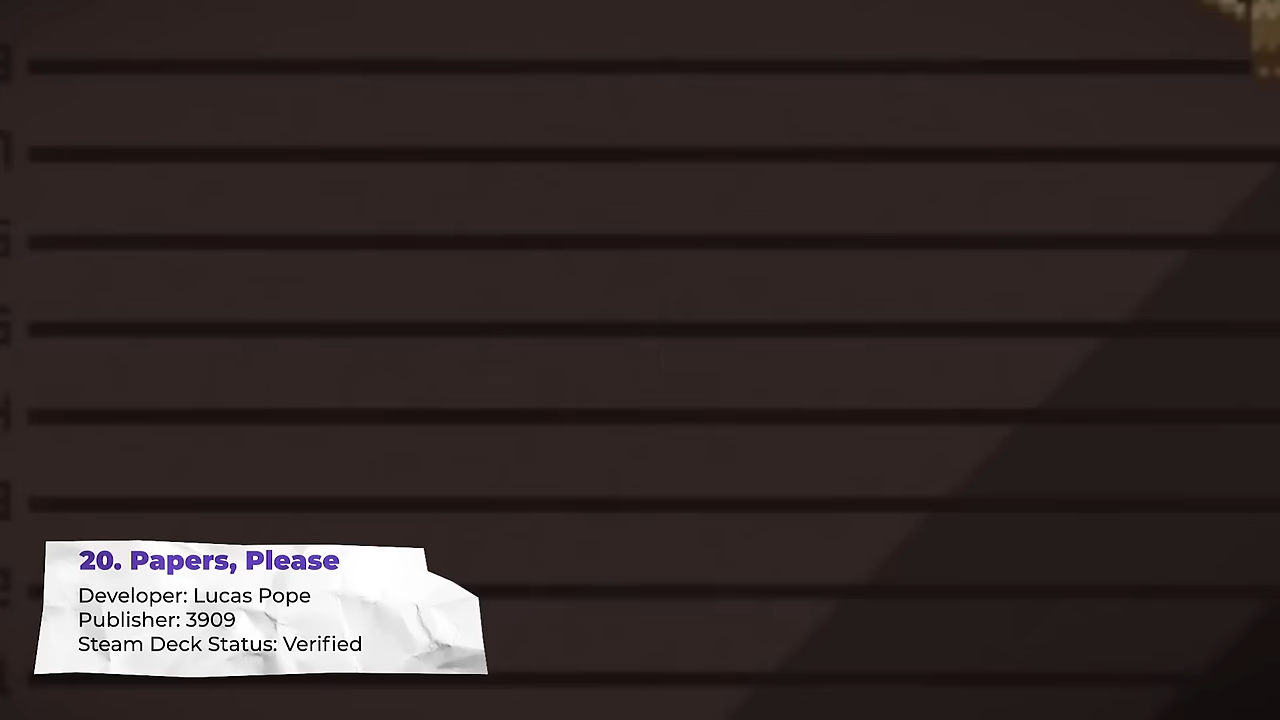 20. Papers, Please
Developer: Lucas Pope
Publisher: 3909
Steam Deck Status: Verified